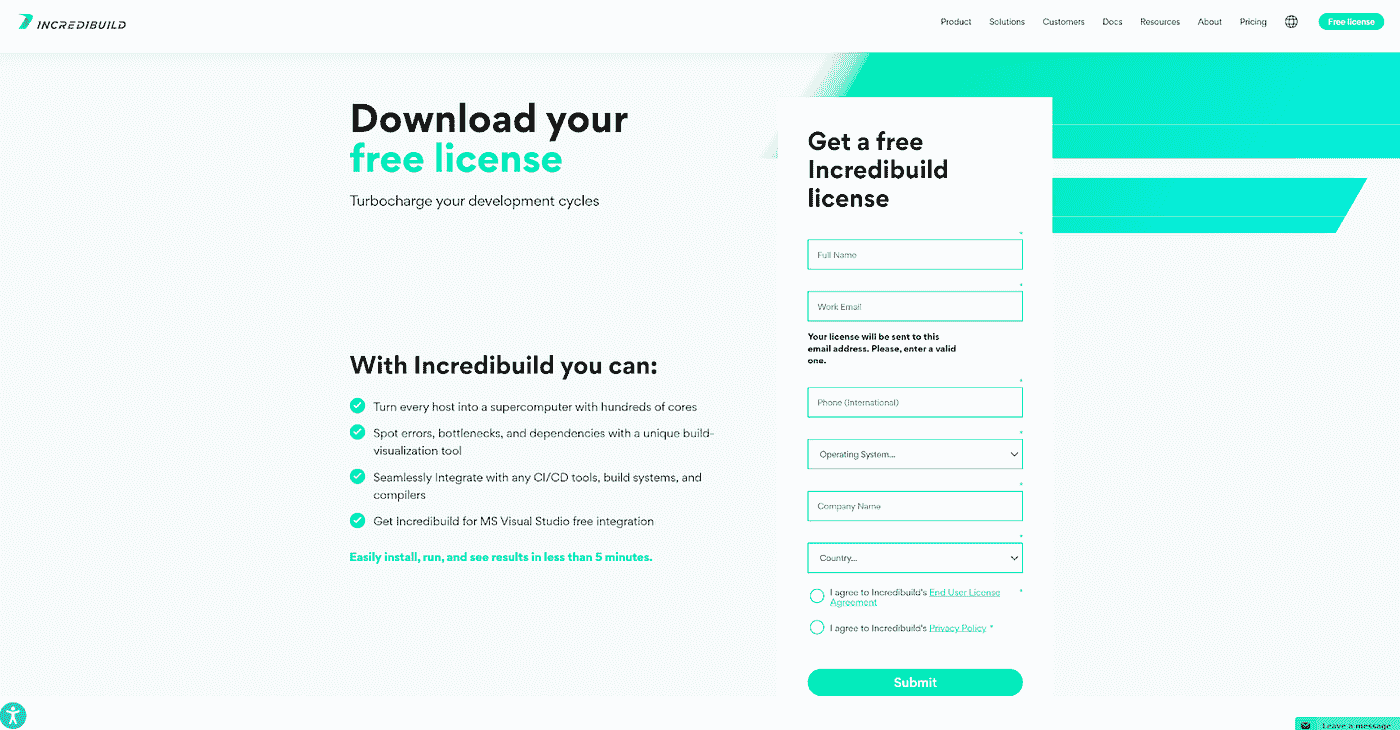 INCREDIBUILD
Product Solutions Customers Docs Resources About Pricing Free license
Download your
free license
Turbocharge your development cycles
With Incredibuild you can:
Turn every host into a supercomputer with hundreds of cores
Spot errors, bottlenecks, and dependencies with a unique build-
visualization tool
Seamlessly Integrate with any CI/CD tools, build systems, and
compilers
Get Incredibuild for MS Visual Studio free integration
Easily install, run, and see results in less than 5 minutes.
Get a free
Incredibuild
license
*
Full Name
*
Work Email
Your license will be sent to this
email address. Please, enter a valid
one.
*
Phone (International)
*
Operating System...
*
Company Name
*
Country...
I agree to Incredibuild's End User License *
Agreement
I agree to Incredibuild's Privacy Policy *
Submit
Leave a message